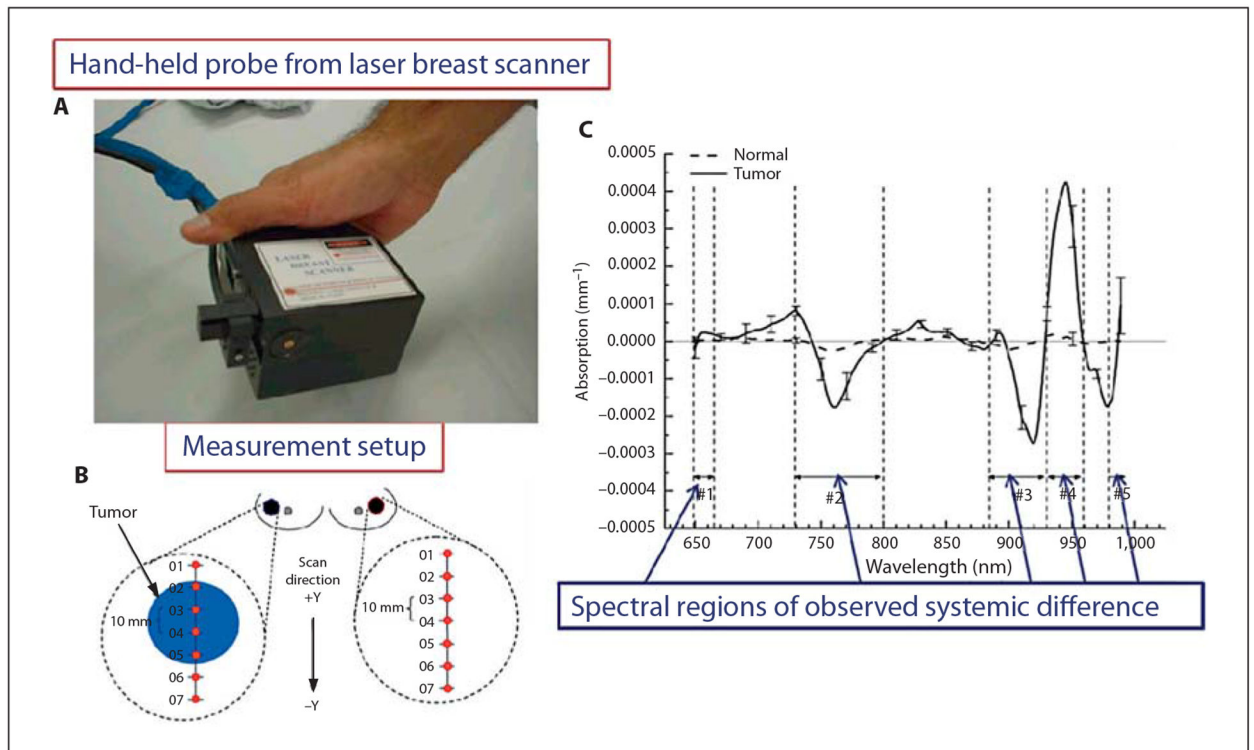 Hand-held probe from laser breast scanner
A
LASER
BREAST
SCANNER
Measurement setup
B
Tumor
01
02
03
04
05
06
07
10 mm
Scan
direction
+Y
–Y
01
02
03
04
05
06
07
10 mm
C
Normal
Tumor
Absorption (mm⁻¹)
0.0005
0.0004
0.0003
0.0002
0.0001
0.0000
–0.0001
–0.0002
–0.0003
–0.0004
–0.0005
#1
#2
#3
#4
#5
650
700
750
800
850
900
950
1,000
Wavelength (nm)
Spectral regions of observed systemic difference